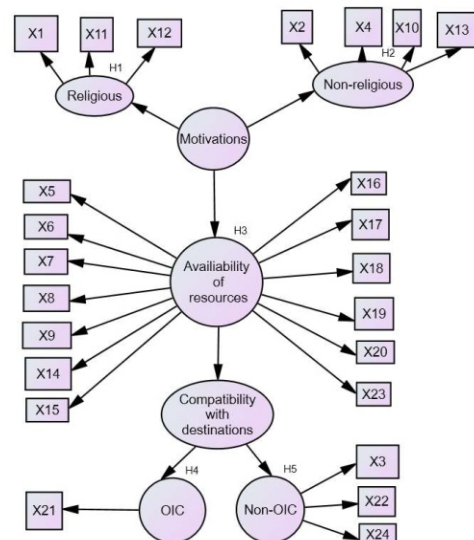 X1
X11
X12
X2
X4
X10
X13
H1
H2
Religious
Non-religious
Motivations
X5
X6
X7
X8
X9
X14
X15
H3
Availiability
of
resources
X16
X17
X18
X19
X20
X23
Compatibility
with
destinations
H4
H5
X21
OIC
Non-OIC
X3
X22
X24